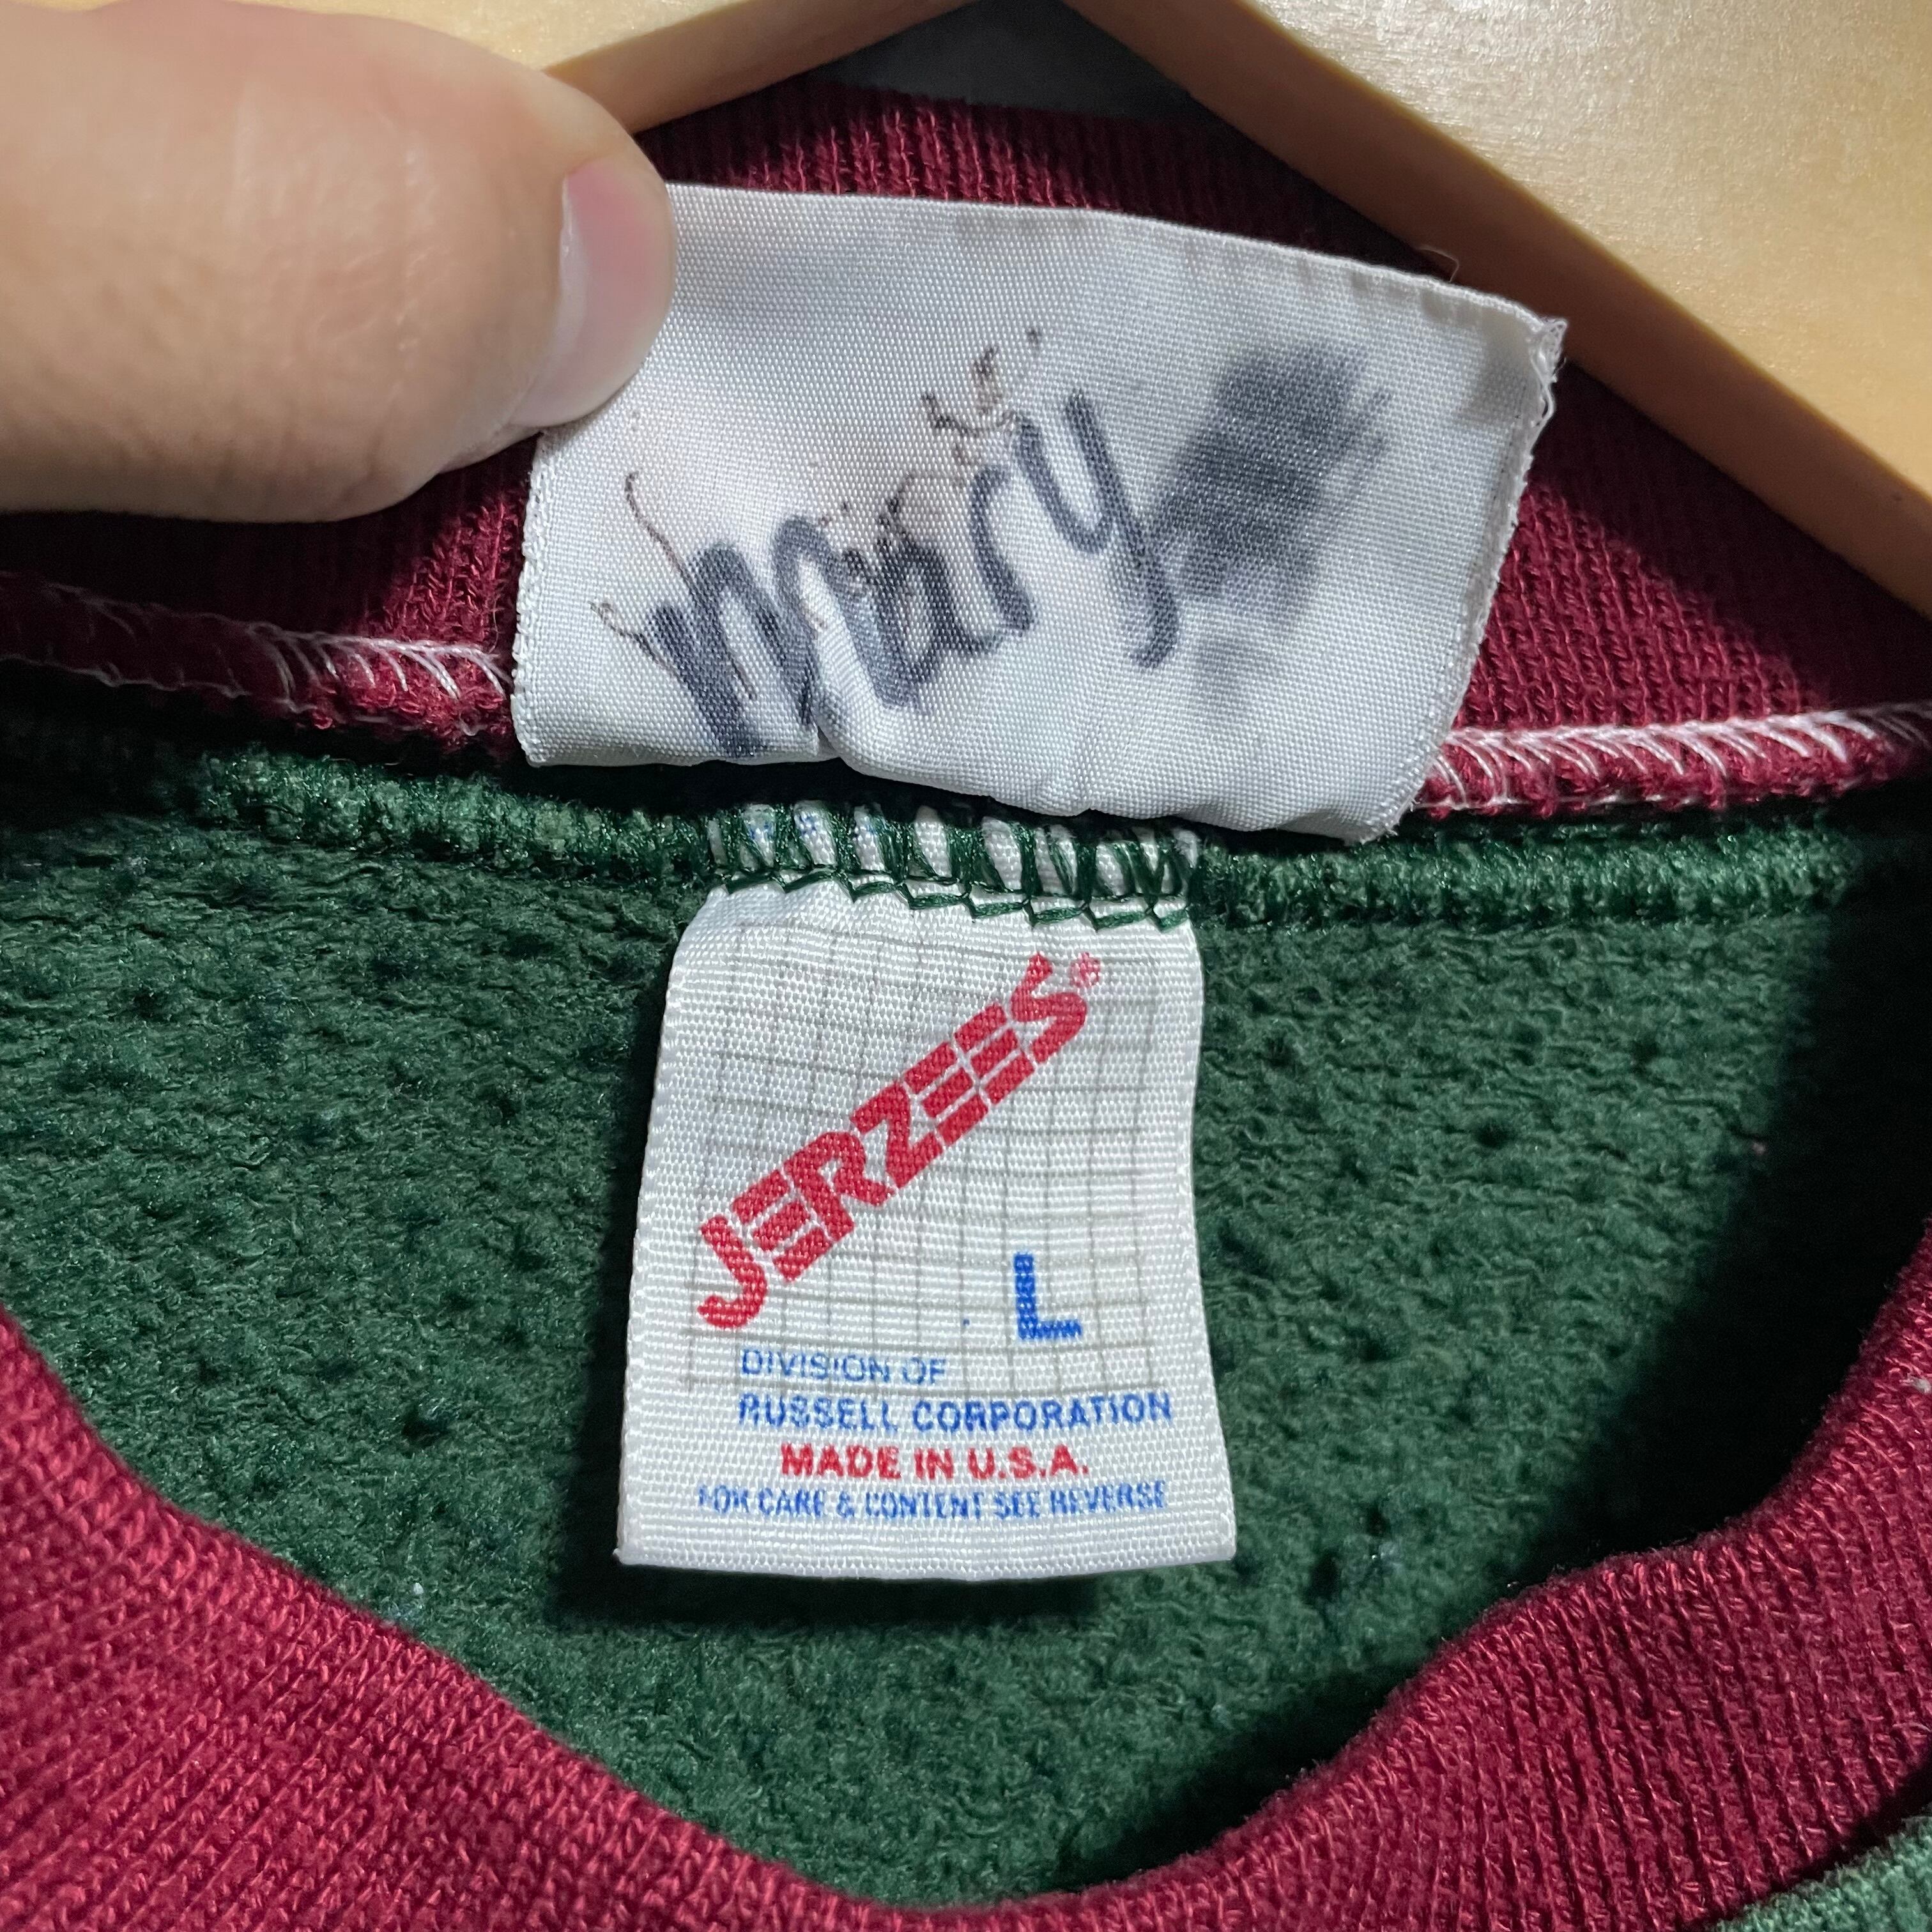 Mary
JERZEES®
L
DIVISION OF
RUSSELL CORPORATION
MADE IN U.S.A.
FOR CARE & CONTENT SEE REVERSE